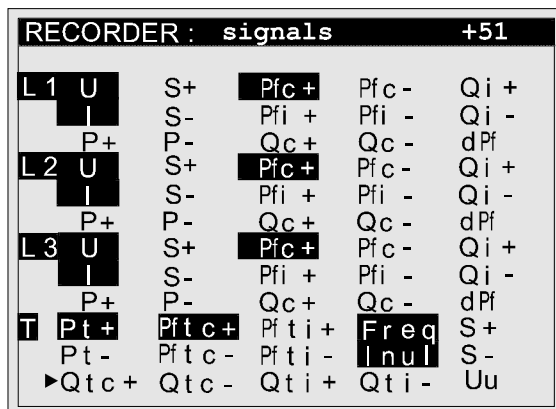 RECORDER: signals +51
L1 U S+ Pfc+ Pfc- Qi+
I S- Pfi+ Pfi- Qi-
P+ P- Qc+ Qc- dPf
L2 U S+ Pfc+ Pfc- Qi+
I S- Pfi+ Pfi- Qi-
P+ P- Qc+ Qc- dPf
L3 U S+ Pfc+ Pfc- Qi+
I S- Pfi+ Pfi- Qi-
P+ P- Qc+ Qc- dPf
T Pt+ Pftc+ Pfti+ Freq S+
Pt- Pftc- Pfti- Inul S-
►Qtc+ Qtc- Qti+ Qti- Uu